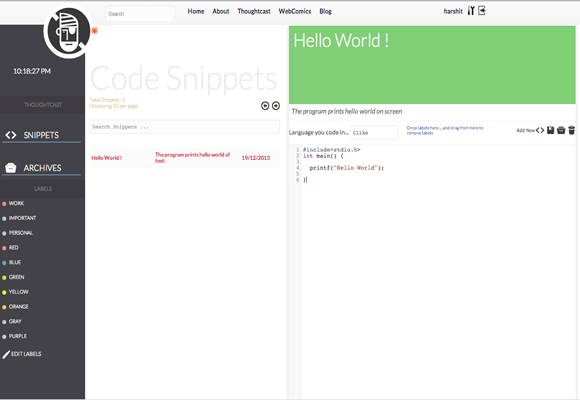 Search
Home About Thoughtcast WebComics Blog
harshit
10:18:27 PM
THOUGHTCAST
SNIPPETS
ARCHIVES
LABELS
WORK
IMPORTANT
PERSONAL
RED
BLUE
GREEN
YELLOW
ORANGE
GRAY
PURPLE
EDIT LABELS
Code Snippets
Total Snippets : 1
Displaying 10 per page
Search Snippets ...
Hello World ! The program prints hello world of 19/12/2013
text.
Hello World !
The program prints hello world on screen
Language you code in... Clike
Drop labels here .. and drag from here to
remove labels
Add New
1 #include<stdio.h>
2 int main() {
3
4 printf("Hello World");
5
6 }